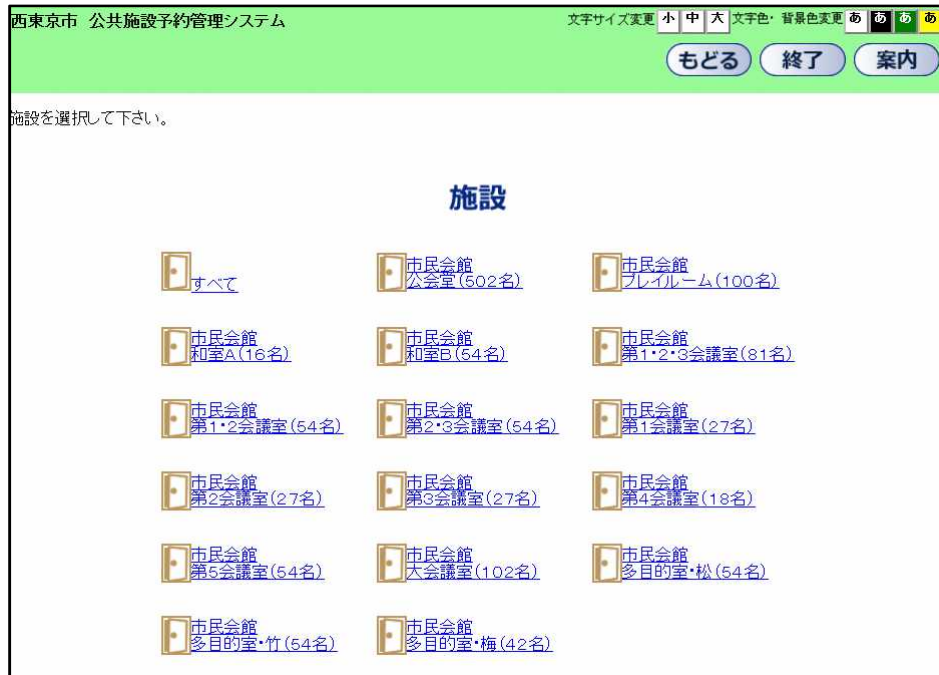 西東京市 公共施設予約管理システム
文字サイズ変更 小 中 大 文字色・背景色変更 あ あ あ あ
もどる 終了 案内
施設を選択して下さい。
施設
すべて
市民会館
公会堂(502名)
市民会館
プレイルーム(100名)
市民会館
和室A(16名)
市民会館
和室B(54名)
市民会館
第1・2・3会議室(81名)
市民会館
第1・2会議室(54名)
市民会館
第2・3会議室(54名)
市民会館
第1会議室(27名)
市民会館
第2会議室(27名)
市民会館
第3会議室(27名)
市民会館
第4会議室(18名)
市民会館
第5会議室(54名)
市民会館
大会議室(102名)
市民会館
多目的室・松(54名)
市民会館
多目的室・竹(54名)
市民会館
多目的室・梅(42名)